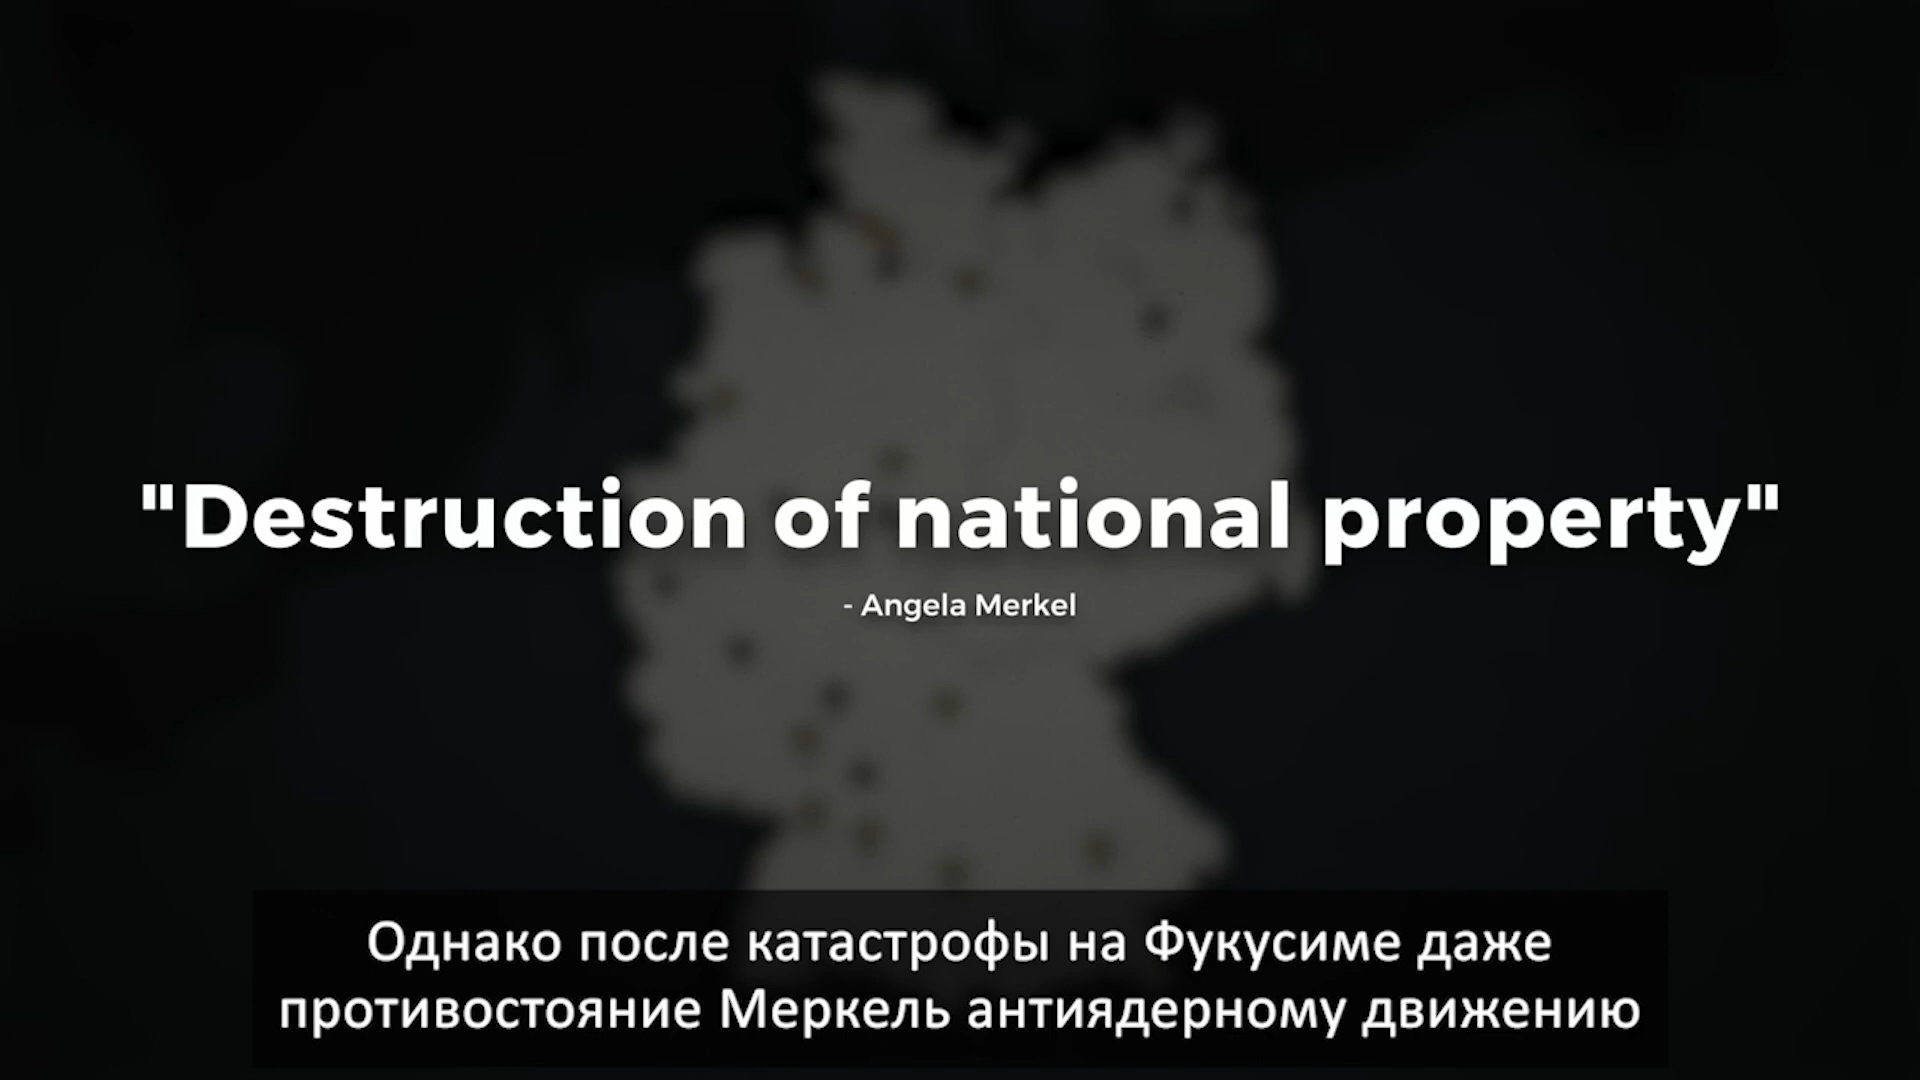 "Destruction of national property"
- Angela Merkel
Однако после катастрофы на Фукусиме даже
противостояние Меркель антиядерному движению